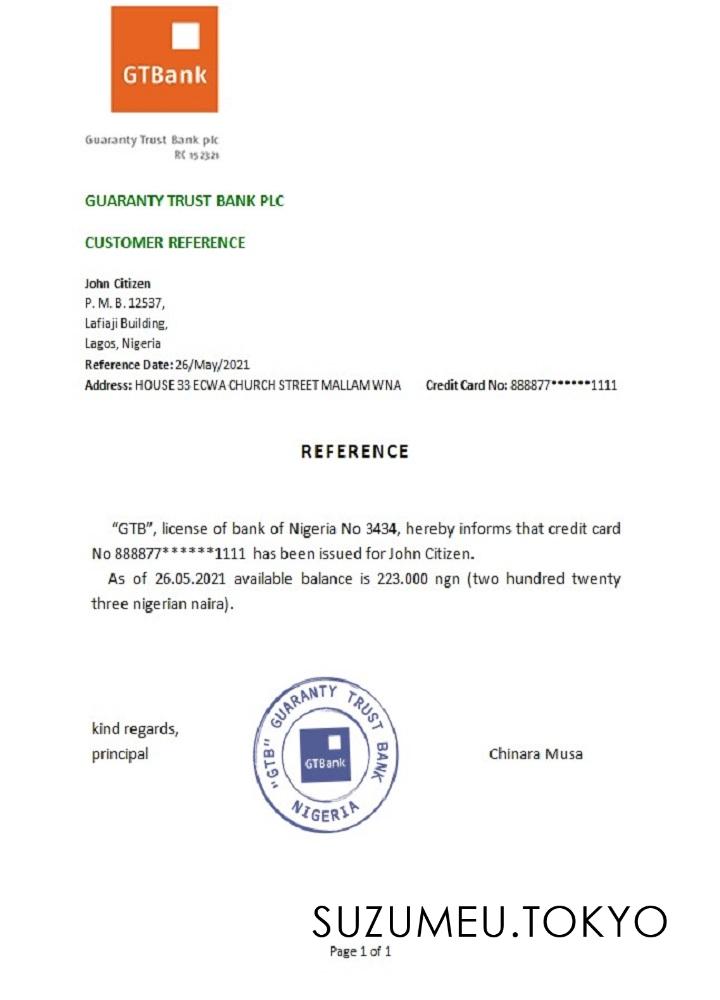 GTBank
Guaranty Trust Bank plc
RC 152321
GUARANTY TRUST BANK PLC
CUSTOMER REFERENCE
John Citizen
P. M. B. 12537,
Lafiaji Building,
Lagos, Nigeria
Reference Date: 26/May/2021
Address: HOUSE 33 ECWA CHURCH STREET MALLAM WNA Credit Card No: 888877******1111
REFERENCE
“GTB”, license of bank of Nigeria No 3434, hereby informs that credit card
No 888877******1111 has been issued for John Citizen.
As of 26.05.2021 available balance is 223.000 ngn (two hundred twenty
three nigerian naira).
kind regards,
principal
"GTB" GUARANTY TRUST BANK
GTBank
NIGERIA
Chinara Musa
SUZUMEU.TOKYO
Page 1 of 1